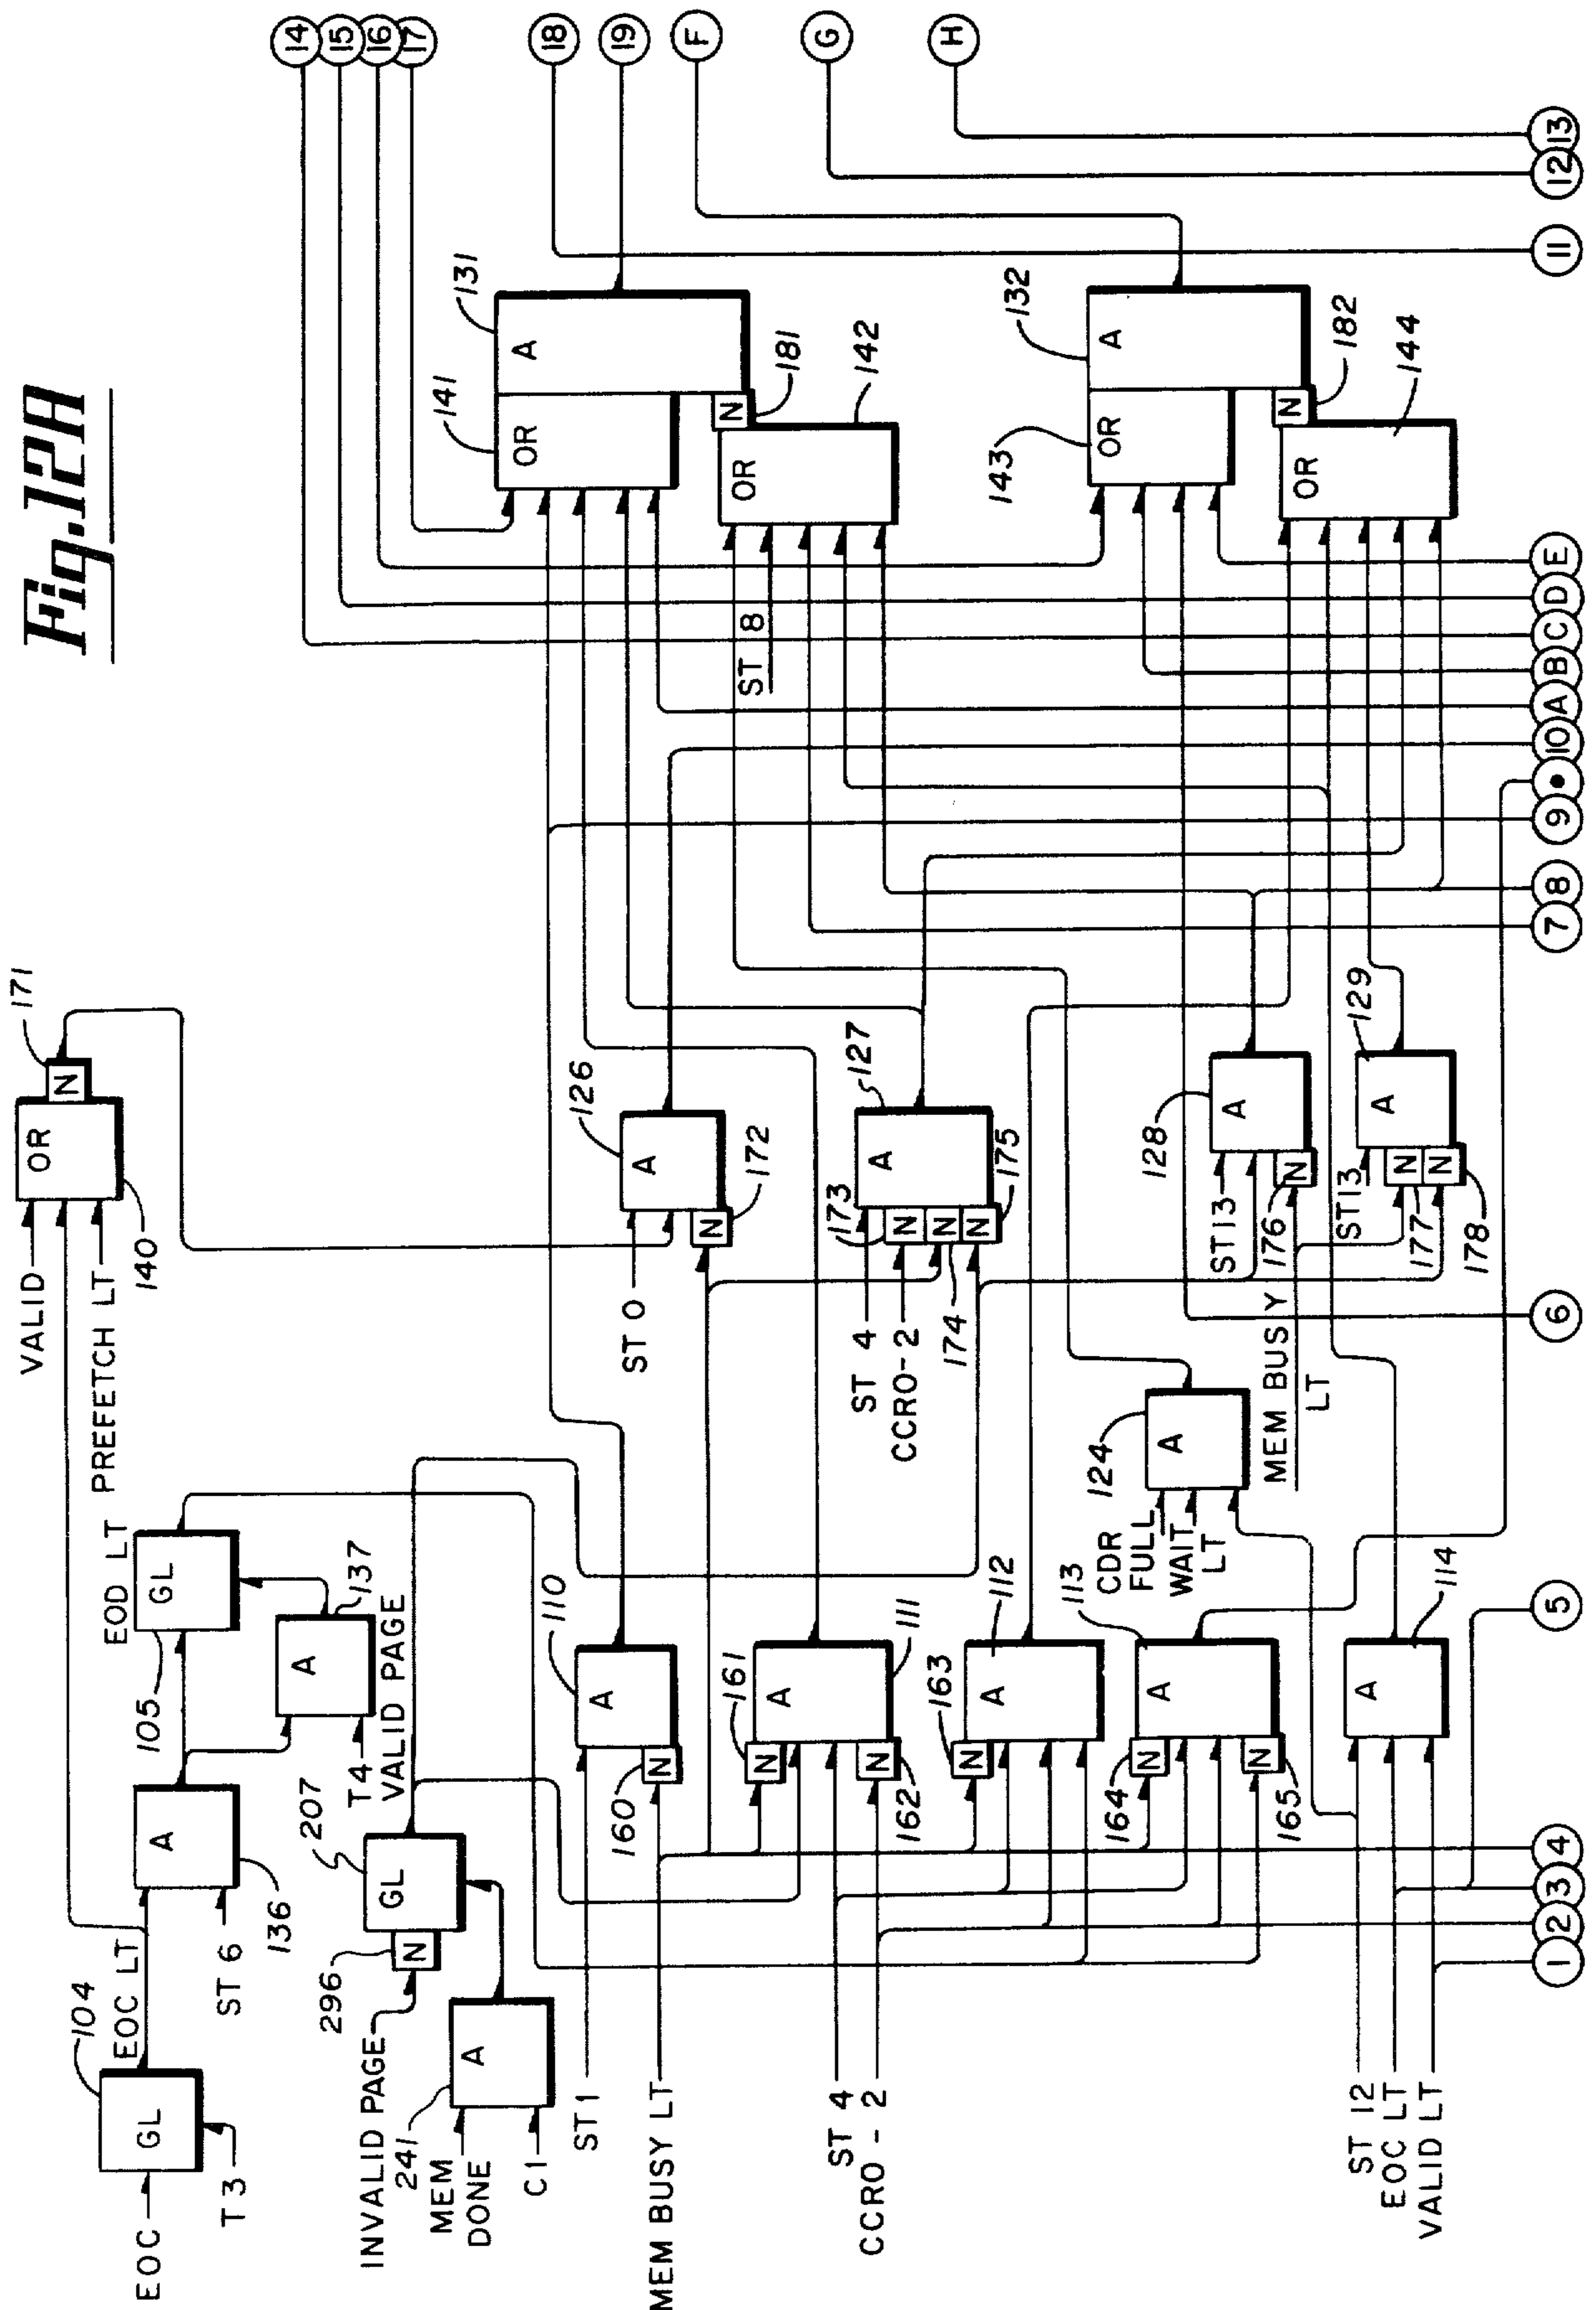 Fig.12A
EOC
T3
GL
104
EOC LT
ST 6
A
136
105
GL
EOD LT
A
137
T4
VALID PAGE
VALID
PREFETCH LT
OR
140
N
171
INVALID PAGE
296
N
GL
207
241
MEM
DONE
C1
A
ST 1
MEM BUSY LT
N
160
A
110
ST 4
CCRO-2
N
161
N
162
A
111
N
163
A
112
N
164
N
165
A
113
ST 12
EOC LT
VALID LT
A
114
CDR
FULL
WAIT
LT
A
124
ST 0
N
172
A
126
ST 4
CCRO-2
173
N
N
N
174
175
A
127
ST13
MEM BUSY
LT
176
N
A
128
ST13
N
N
177
178
A
129
ST 18
OR
141
A
131
N
181
OR
142
OR
143
A
132
N
182
OR
144
14
15
16
17
18
19
F
G
H
1
2
3
4
5
6
7
8
9
•
10
A
B
C
D
E
11
12
13